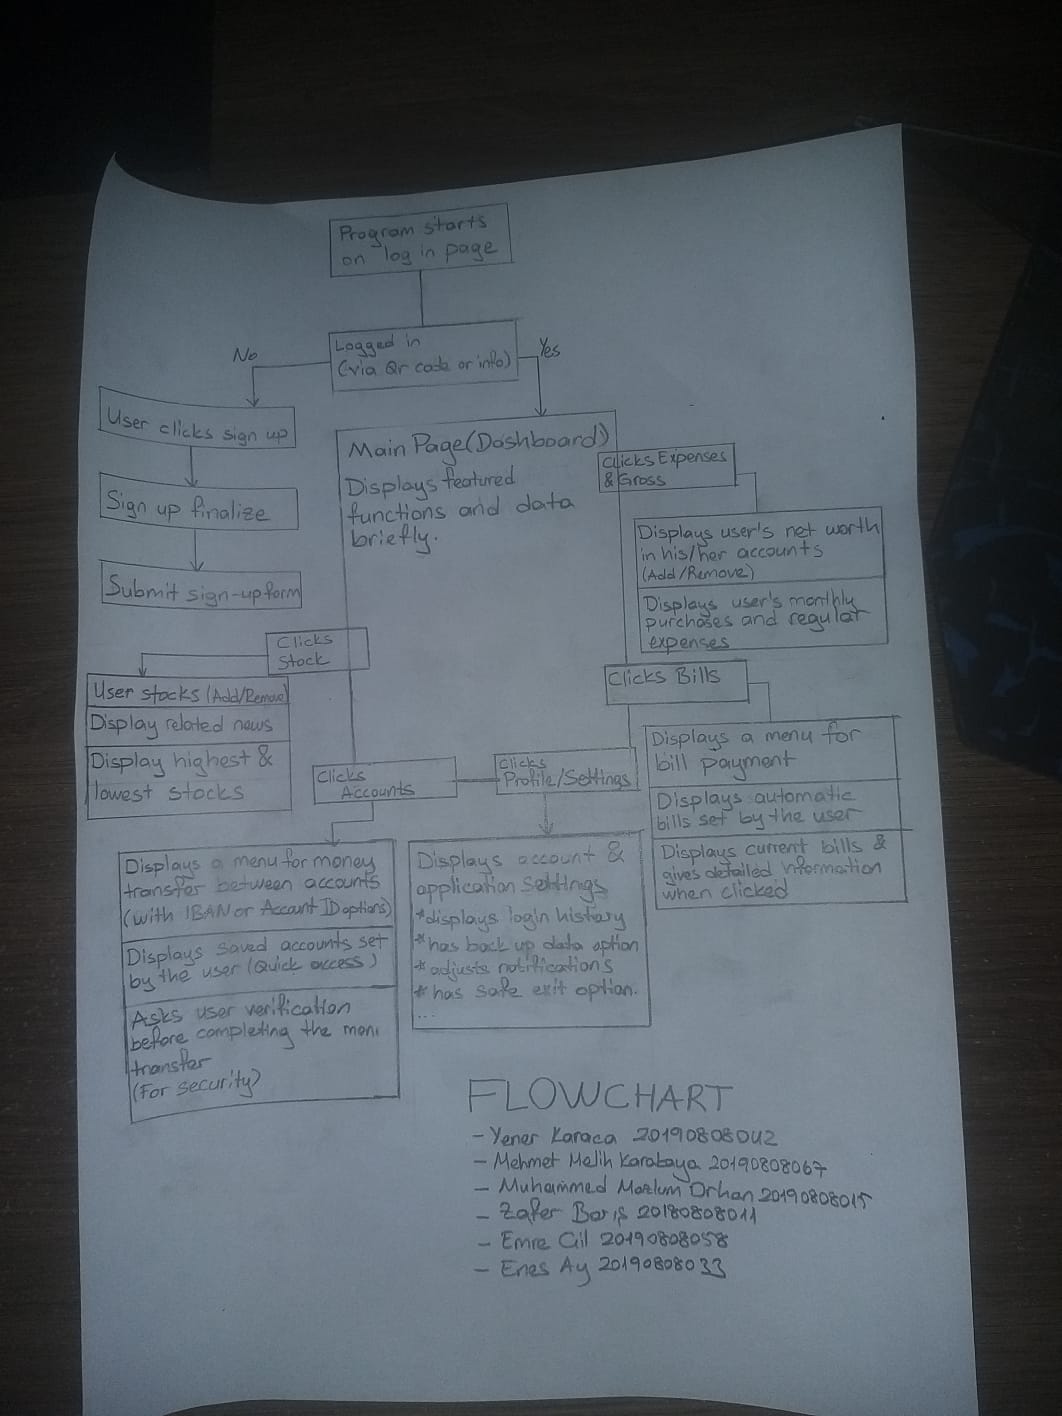 Program starts
on log in page
Logged in
(via Qr code or info)
No
Yes
User clicks sign up
Sign up finalize
Submit sign-up form
Main Page(Dashboard)
Displays featured
functions and data
briefly.
Clicks Expenses
& Gross
Displays user's net worth
in his/her accounts
(Add/Remove)
Displays user's monthly
purchases and regular
expenses
Clicks
Stock
User stocks (Add/Remove)
Display related news
Display highest &
lowest stocks
Clicks Bills
Displays a menu for
bill payment
Displays automatic
bills set by the user
Displays current bills &
gives detailed information
when clicked
Clicks
Accounts
Clicks
Profile/Settings
Displays a menu for money
transfer between accounts
(with IBAN or Account ID options)
Displays saved accounts set
by the user (Quick access)
Asks user verification
before completing the
transfer
(For security)
Displays account &
application settings
*displays login history
*has back up data option
*adjusts notifications
*has safe exit option.
...
FLOWCHART
- Yener Karaca 20190808042
- Mehmet Melih Karabaya 20190808067
- Muhammed Mazlum Orhan 20190808015
- Zafer Barış 20180808011
- Emre Gil 20190808058
- Enes Ay 20190808033